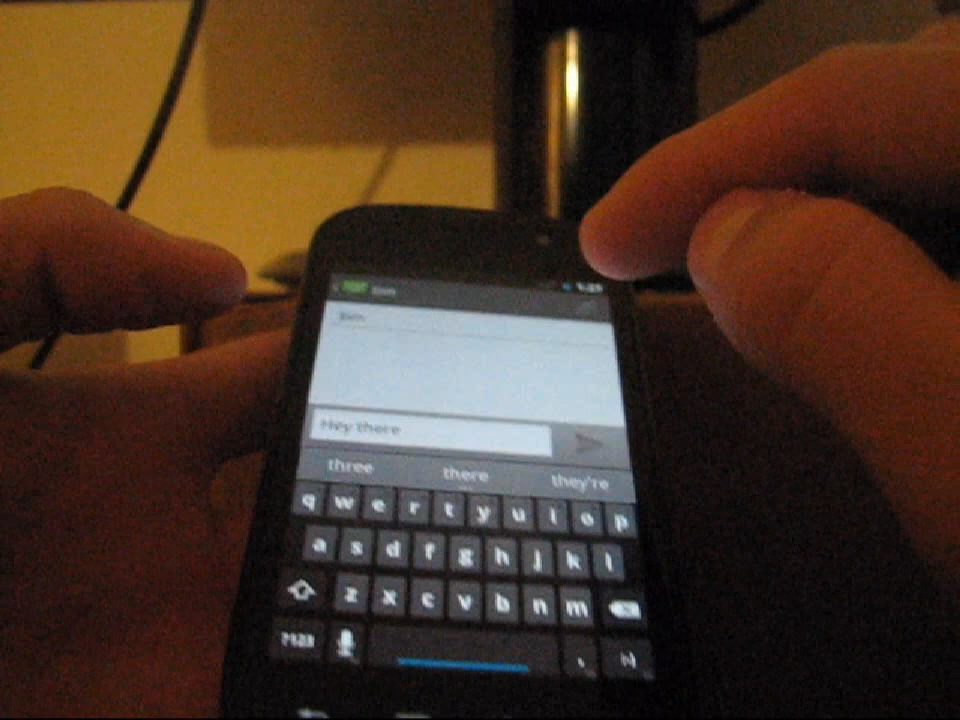 Hey there
three there they're
q w e r t y u i o p
a s d f g h j k l
z x c v b n m
?123 ,